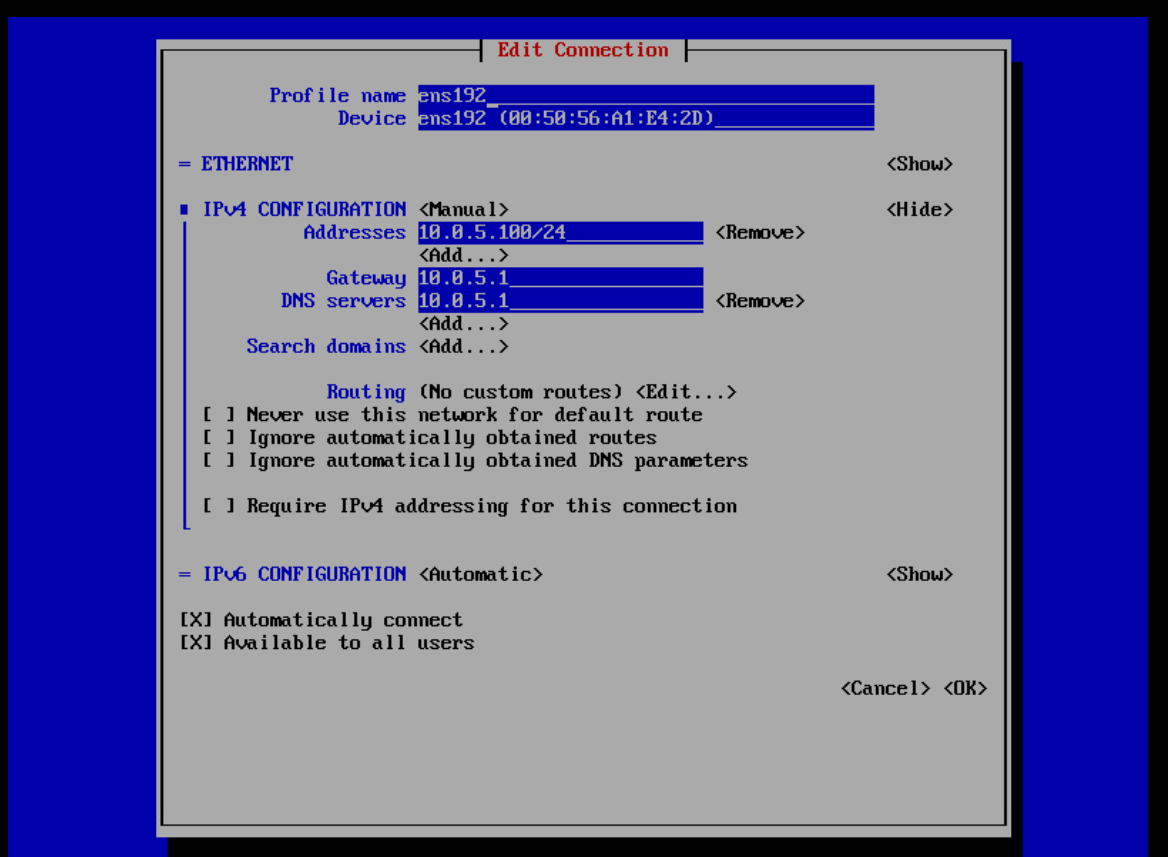 Edit Connection
Profile name ens192
Device ens192 (00:50:56:A1:E4:2D)
= ETHERNET <Show>
IPv4 CONFIGURATION <Manual> <Hide>
Addresses 10.0.5.100/24 <Remove>
<Add...>
Gateway 10.0.5.1
DNS servers 10.0.5.1 <Remove>
<Add...>
Search domains <Add...>
Routing (No custom routes) <Edit...>
[ ] Never use this network for default route
[ ] Ignore automatically obtained routes
[ ] Ignore automatically obtained DNS parameters
[ ] Require IPv4 addressing for this connection
= IPv6 CONFIGURATION <Automatic> <Show>
[X] Automatically connect
[X] Available to all users
<Cancel> <OK>